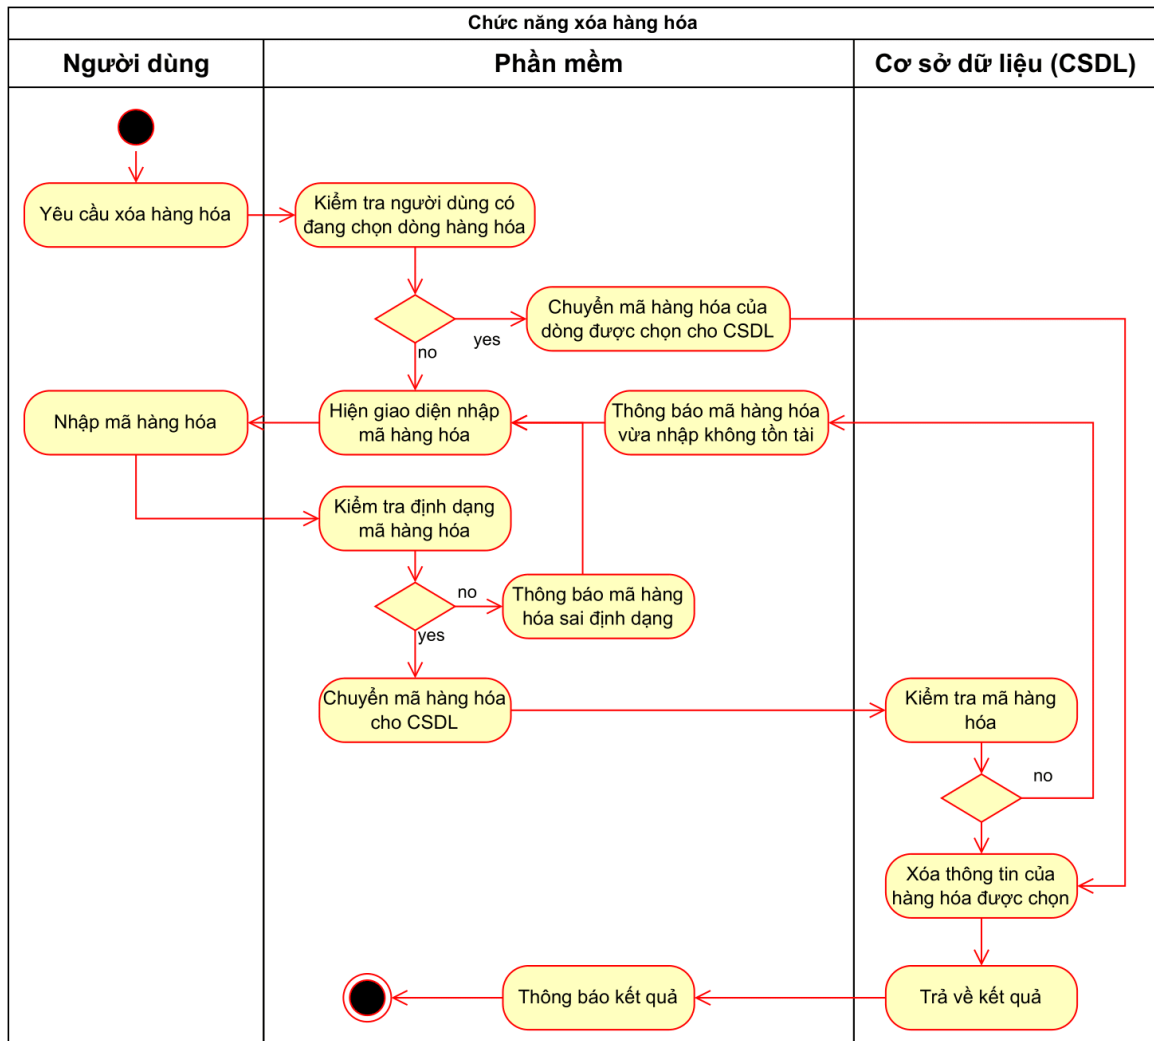 Chức năng xóa hàng hóa
Người dùng
Phần mềm
Cơ sở dữ liệu (CSDL)
Yêu cầu xóa hàng hóa
Kiểm tra người dùng có
đang chọn dòng hàng hóa
Chuyển mã hàng hóa của
dòng được chọn cho CSDL
yes
no
Nhập mã hàng hóa
Hiện giao diện nhập
mã hàng hóa
Thông báo mã hàng hóa
vừa nhập không tồn tài
Kiểm tra định dạng
mã hàng hóa
no
Thông báo mã hàng
hóa sai định dạng
yes
Chuyển mã hàng hóa
cho CSDL
Kiểm tra mã hàng
hóa
no
Xóa thông tin của
hàng hóa được chọn
Thông báo kết quả
Trả về kết quả